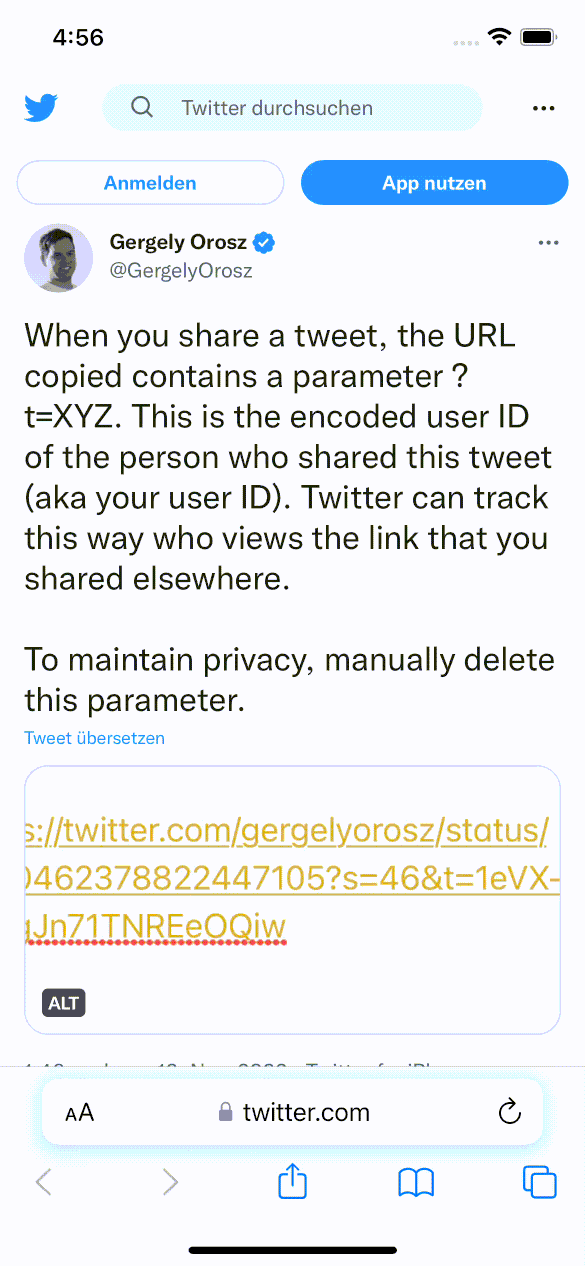 4:56
Twitter durchsuchen
Anmelden
App nutzen
Gergely Orosz
@GergelyOrosz
When you share a tweet, the URL
copied contains a parameter ?
t=XYZ. This is the encoded user ID
of the person who shared this tweet
(aka your user ID). Twitter can track
this way who views the link that you
shared elsewhere.
To maintain privacy, manually delete
this parameter.
Tweet übersetzen
s://twitter.com/gergelyorosz/status/
0462378822447105?s=46&t=1eVX-
gJn71TNREeOQiw
ALT
AA
twitter.com